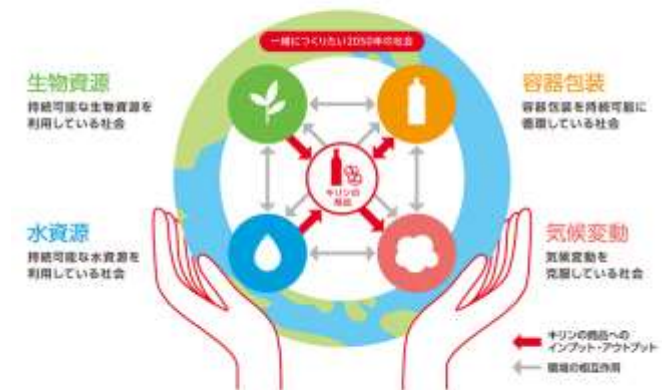 一緒につくりたい2050年の社会
生物資源
持続可能な生物資源を
利用している社会
容器包装
容器包装を持続可能に
循環している社会
キリンの
商品
水資源
持続可能な水資源を
利用している社会
気候変動
気候変動を
克服している社会
キリンの商品への
インプット・アウトプット
環境の相互作用